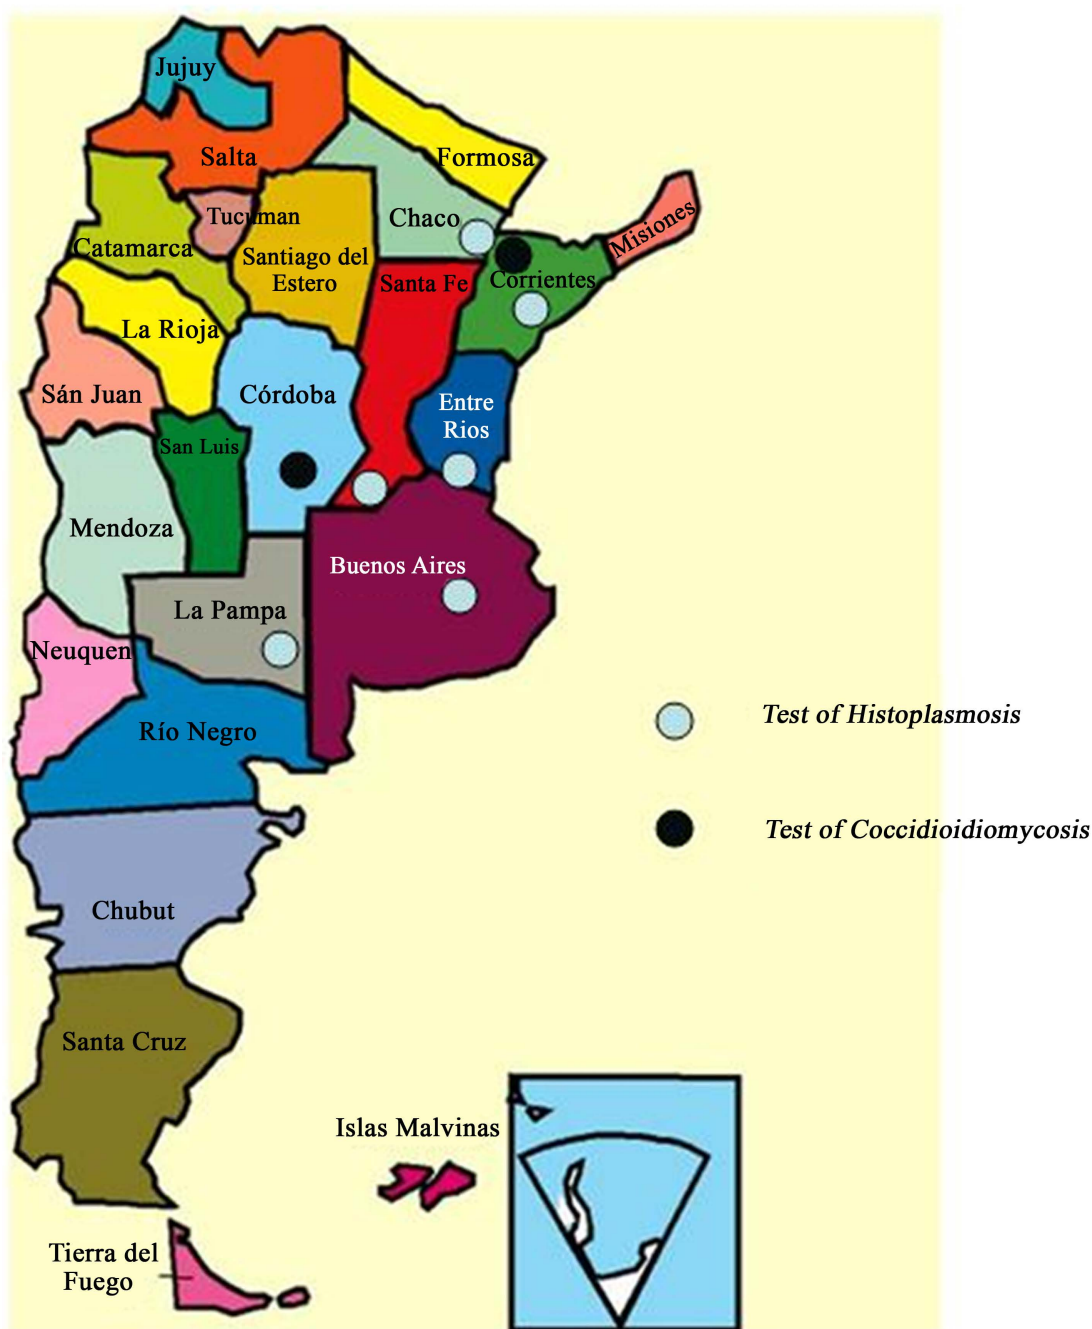 Jujuy
Salta
Formosa
Tucuman
Chaco
Misiones
Catamarca
Santiago del
Estero
Santa Fe
Corrientes
La Rioja
Sán Juan
Córdoba
Entre
Rios
San Luis
Mendoza
Buenos Aires
La Pampa
Neuquen
Río Negro
Test of Histoplasmosis
Test of Coccidioidiomycosis
Chubut
Santa Cruz
Islas Malvinas
Tierra del
Fuego